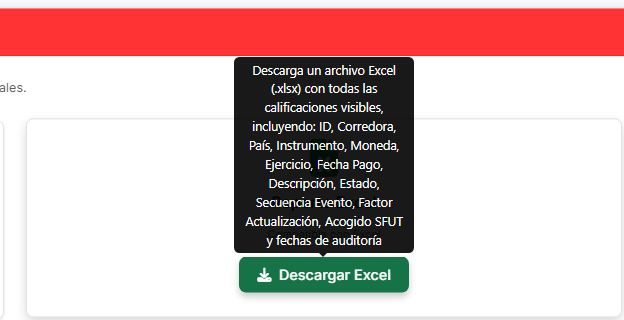 ales.
Descarga un archivo Excel
(.xlsx) con todas las
calificaciones visibles,
incluyendo: ID, Corredora,
País, Instrumento, Moneda,
Ejercicio, Fecha Pago,
Descripción, Estado,
Secuencia Evento, Factor
Actualización, Acogido SFUT
y fechas de auditoría
Descargar Excel